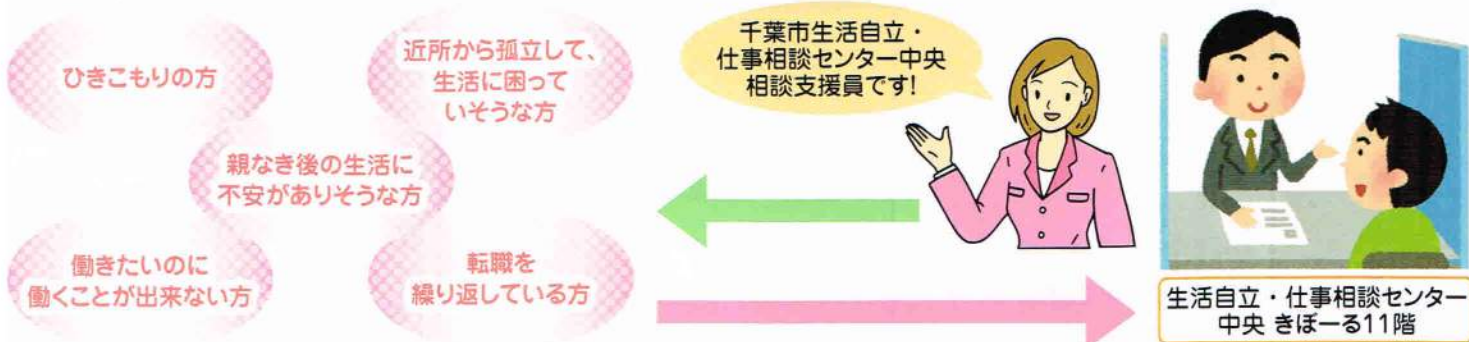 ひきこもりの方
近所から孤立して、
生活に困って
いそうな方
親なき後の生活に
不安がありそうな方
働きたいのに
働くことが出来ない方
転職を
繰り返している方
千葉市生活自立・
仕事相談センター中央
相談支援員です!
生活自立・仕事相談センター
中央 きぼーる11階